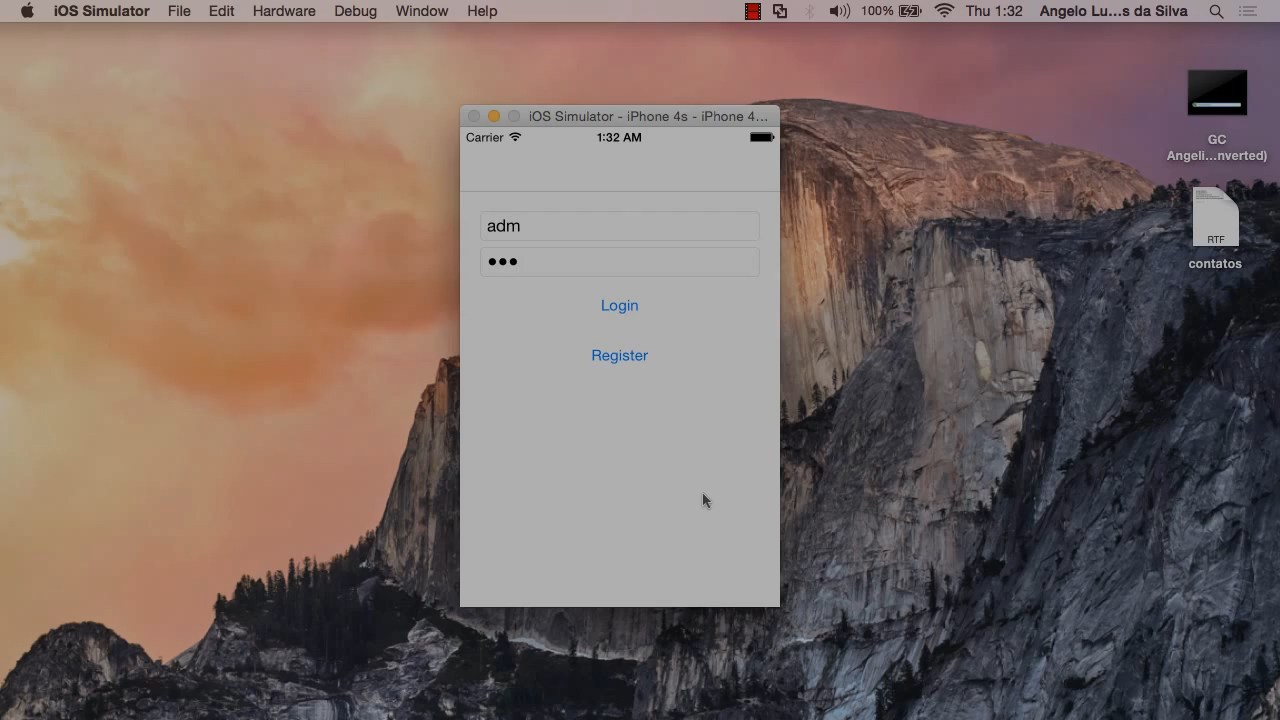 iOS Simulator File Edit Hardware Debug Window Help 100% Thu 1:32 Angelo Lu...s da Silva
iOS Simulator - iPhone 4s - iPhone 4...
Carrier 1:32 AM
adm
Login
Register
GC
Angeli...nverted)
RTF
contatos